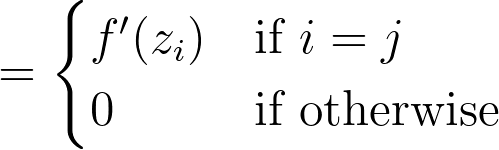 = { f′(z_i) if i = j
0 if otherwise